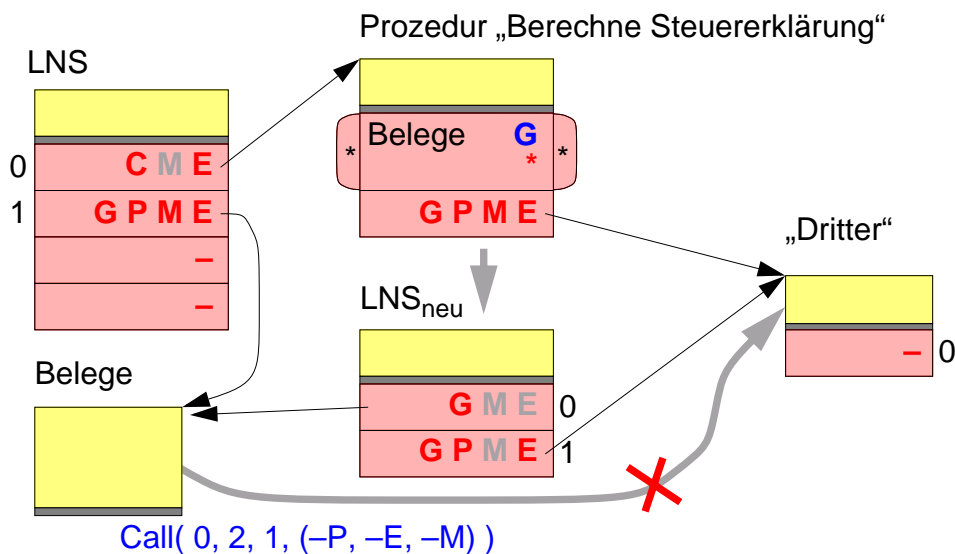 Prozedur „Berechne Steuererklärung“
LNS
Belege G
* * *
0 C M E
1 G P M E
G P M E
–
–
„Dritter“
LNSneu
– 0
Belege
G M E 0
G P M E 1
Call( 0, 2, 1, (–P, –E, –M) )